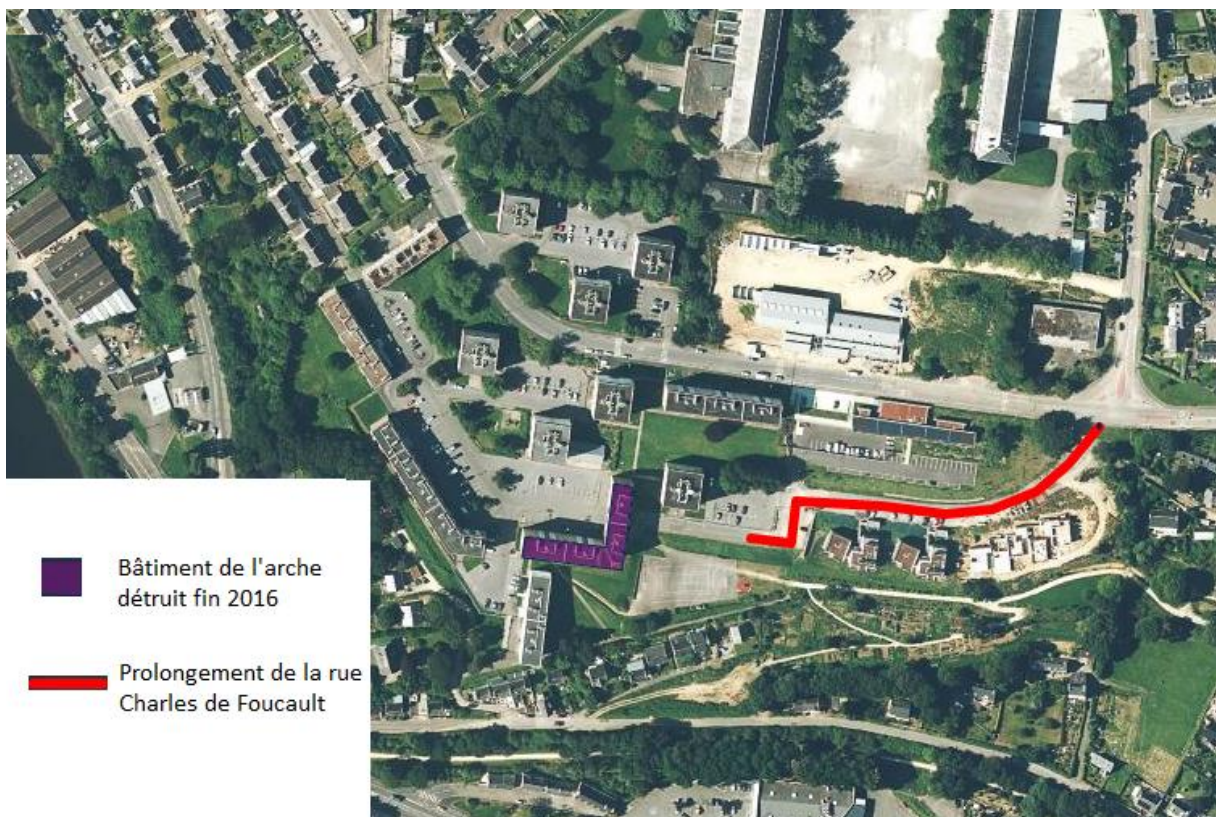 Bâtiment de l'arche
détruit fin 2016
Prolongement de la rue
Charles de Foucault